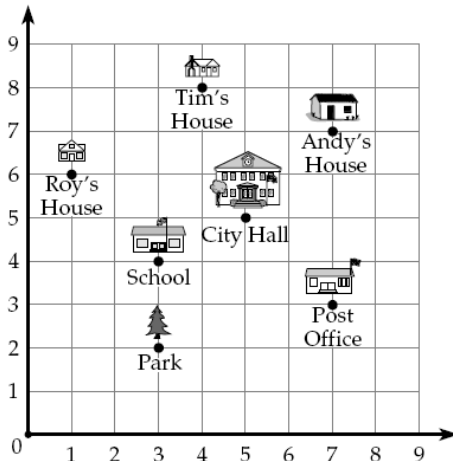 9
8
Tim's
House
7
Andy's
House
6
Roy's
House
5
City Hall
4
School
3
Post
Office
2
Park
1
0
1 2 3 4 5 6 7 8 9